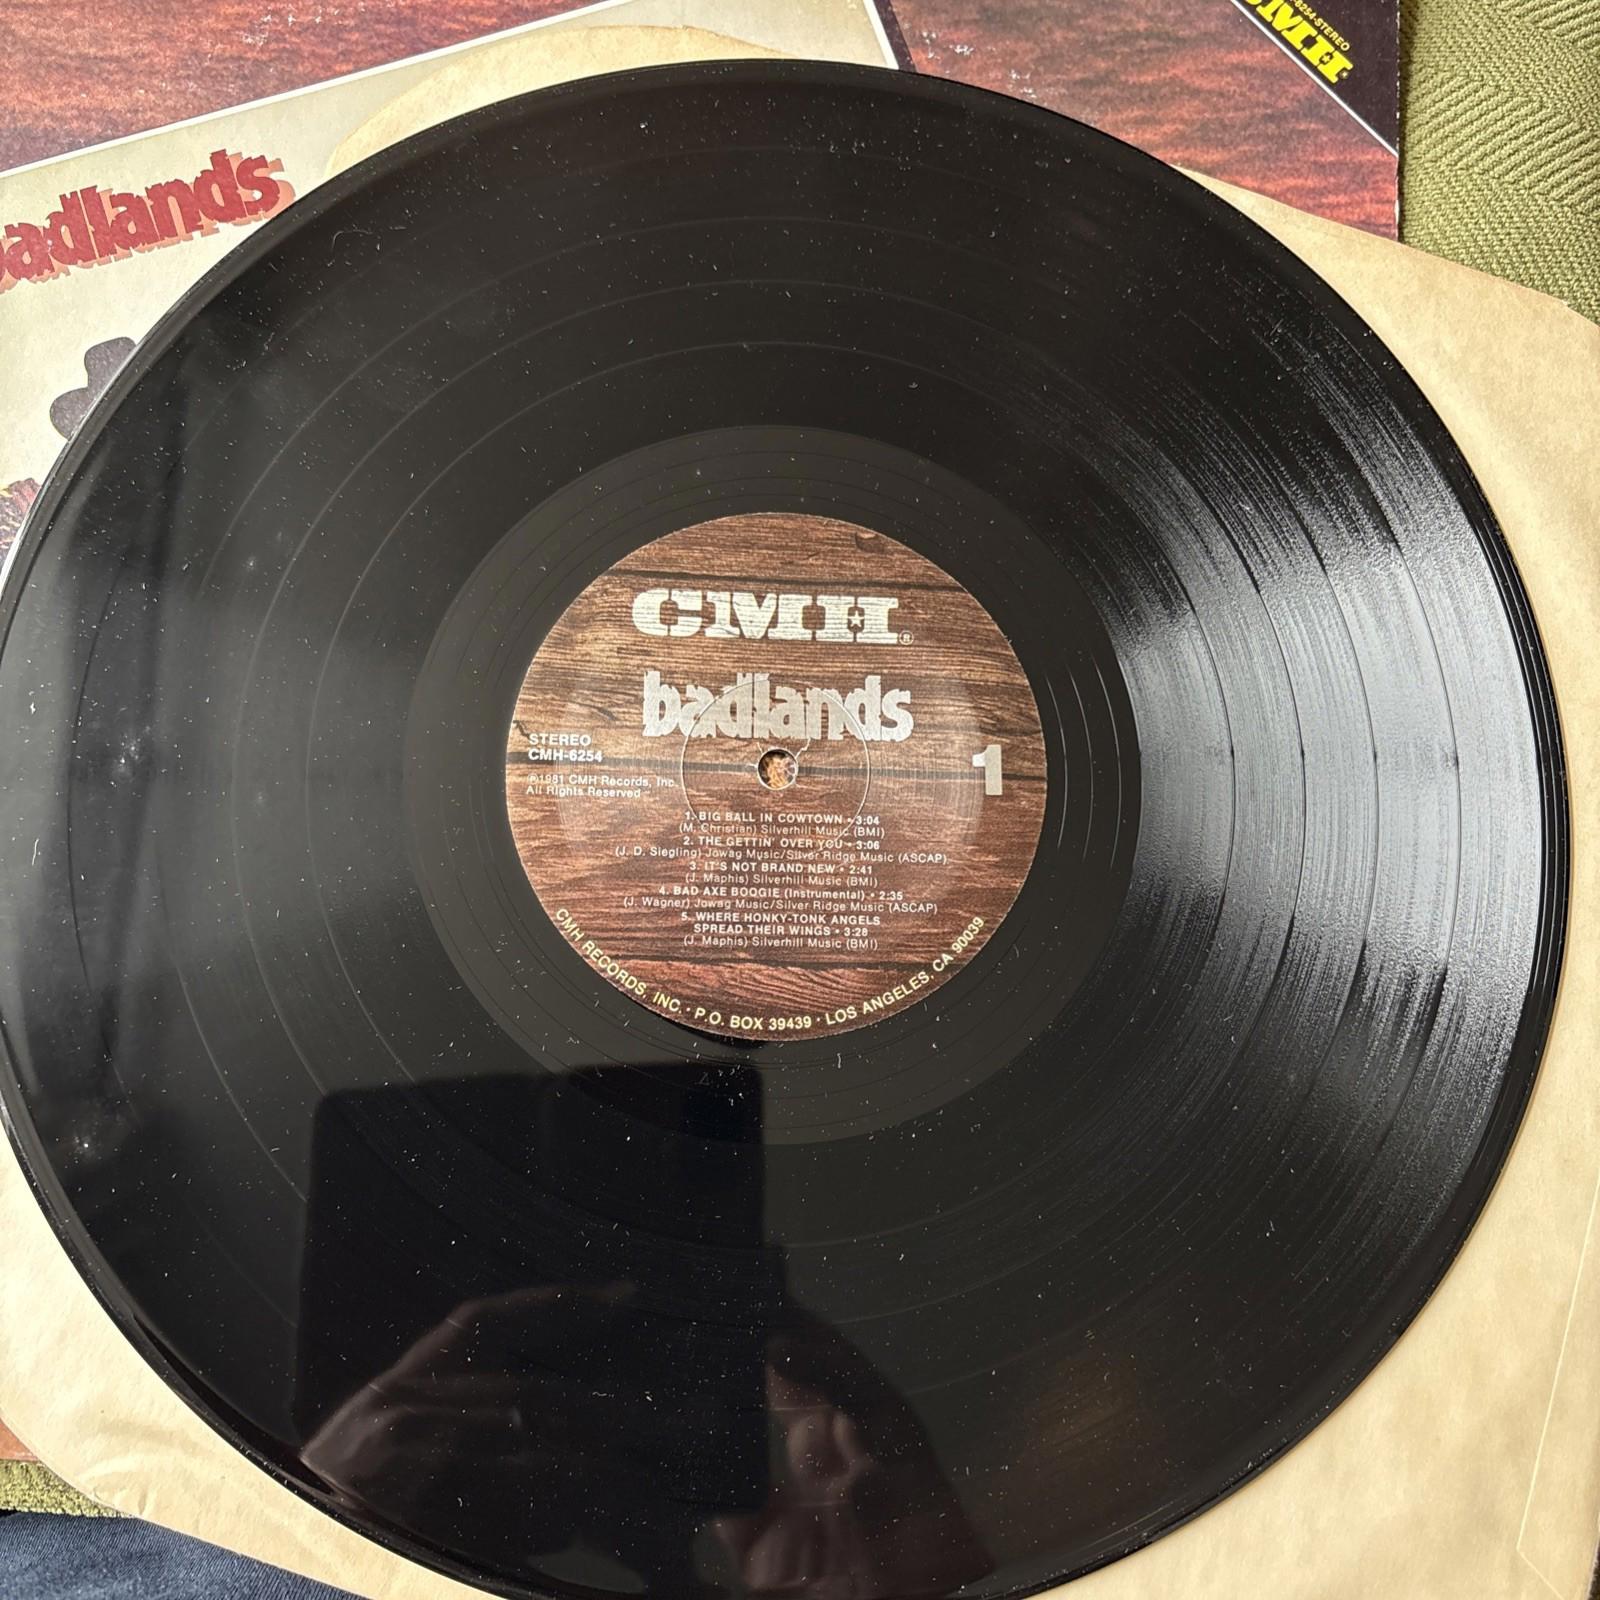 6254-STEREO
CMH
badlands
CMH®
badlands
STEREO
CMH-6254
℗1981 CMH Records, Inc.
All Rights Reserved
1
1. BIG BALL IN COWTOWN • 3:04
(M. Christian) Silverhill Music (BMI)
2. THE GETTIN' OVER YOU • 3:06
(J. D. Siegling) Jowag Music/Silver Ridge Music (ASCAP)
3. IT'S NOT BRAND NEW • 2:41
(J. Maphis) Silverhill Music (BMI)
4. BAD AXE BOOGIE (Instrumental) • 2:35
(J. Wagner) Jowag Music/Silver Ridge Music (ASCAP)
5. WHERE HONKY-TONK ANGELS
SPREAD THEIR WINGS • 3:28
(J. Maphis) Silverhill Music (BMI)
CMH RECORDS, INC. • P.O. BOX 39439 • LOS ANGELES, CA 90039